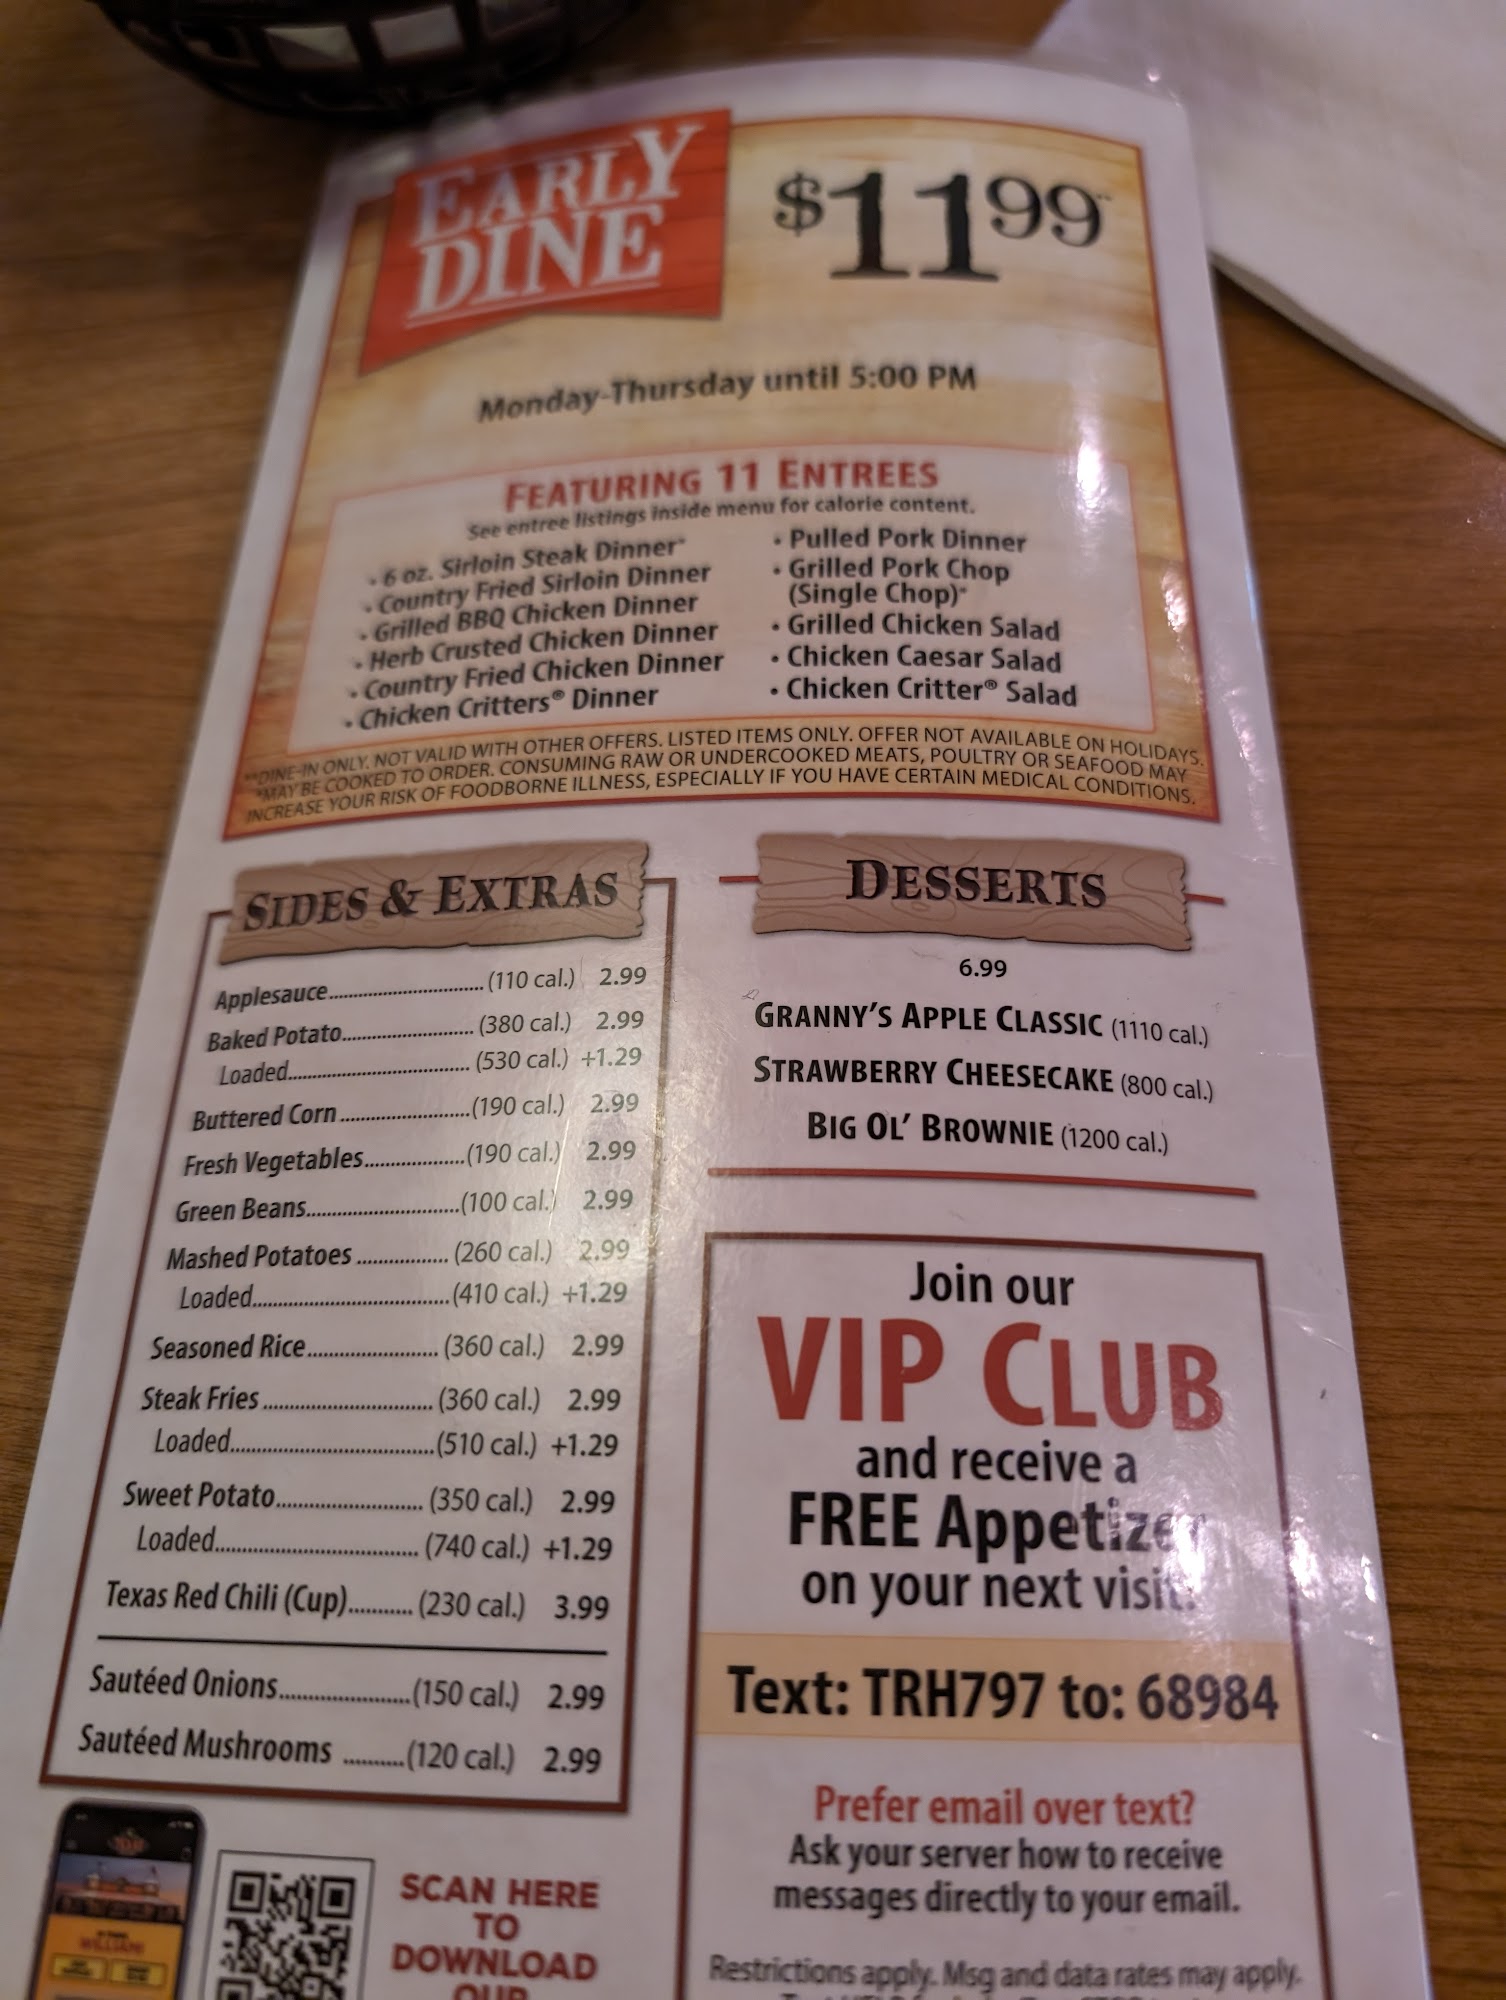 EARLY
DINE
$11.99**
Monday-Thursday until 5:00 PM
FEATURING 11 ENTREES
See entree listings inside menu for calorie content.
• 6 oz. Sirloin Steak Dinner*
• Country Fried Sirloin Dinner
• Grilled BBQ Chicken Dinner
• Herb Crusted Chicken Dinner
• Country Fried Chicken Dinner
• Chicken Critters® Dinner
• Pulled Pork Dinner
• Grilled Pork Chop
(Single Chop)*
• Grilled Chicken Salad
• Chicken Caesar Salad
• Chicken Critter® Salad
**DINE-IN ONLY. NOT VALID WITH OTHER OFFERS. LISTED ITEMS ONLY. OFFER NOT AVAILABLE ON HOLIDAYS.
*MAY BE COOKED TO ORDER. CONSUMING RAW OR UNDERCOOKED MEATS, POULTRY OR SEAFOOD MAY
INCREASE YOUR RISK OF FOODBORNE ILLNESS, ESPECIALLY IF YOU HAVE CERTAIN MEDICAL CONDITIONS.
SIDES & EXTRAS
Applesauce (110 cal.) 2.99
Baked Potato (380 cal.) 2.99
Loaded (530 cal.) +1.29
Buttered Corn (190 cal.) 2.99
Fresh Vegetables (190 cal.) 2.99
Green Beans (100 cal.) 2.99
Mashed Potatoes (260 cal.) 2.99
Loaded (410 cal.) +1.29
Seasoned Rice (360 cal.) 2.99
Steak Fries (360 cal.) 2.99
Loaded (510 cal.) +1.29
Sweet Potato (350 cal.) 2.99
Loaded (740 cal.) +1.29
Texas Red Chili (Cup) (230 cal.) 3.99
Sautéed Onions (150 cal.) 2.99
Sautéed Mushrooms (120 cal.) 2.99
SCAN HERE
TO
DOWNLOAD
OUR
DESSERTS
6.99
GRANNY'S APPLE CLASSIC (1110 cal.)
STRAWBERRY CHEESECAKE (800 cal.)
BIG OL' BROWNIE (1200 cal.)
Join our
VIP CLUB
and receive a
FREE Appetizer
on your next visit.
Text: TRH797 to: 68984
Prefer email over text?
Ask your server how to receive
messages directly to your email.
Restrictions apply. Msg and data rates may apply.